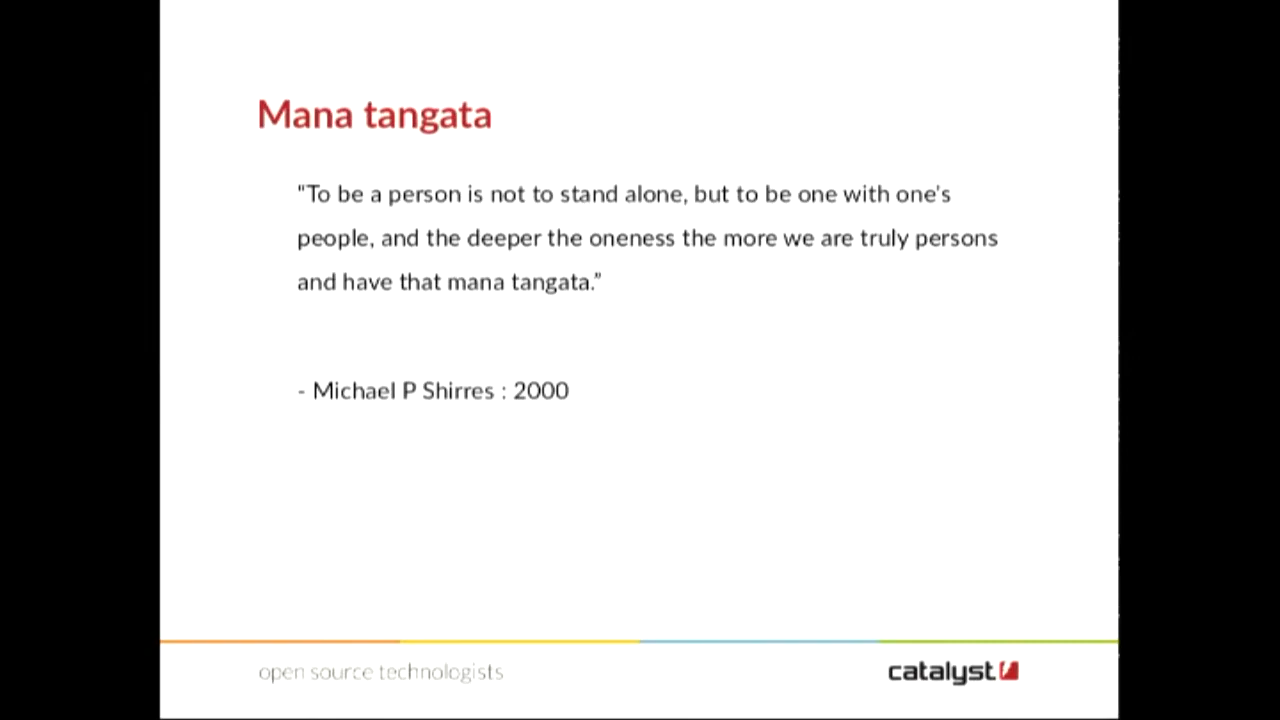 Mana tangata
"To be a person is not to stand alone, but to be one with one's
people, and the deeper the oneness the more we are truly persons
and have that mana tangata.”
- Michael P Shirres : 2000
open source technologists
catalyst